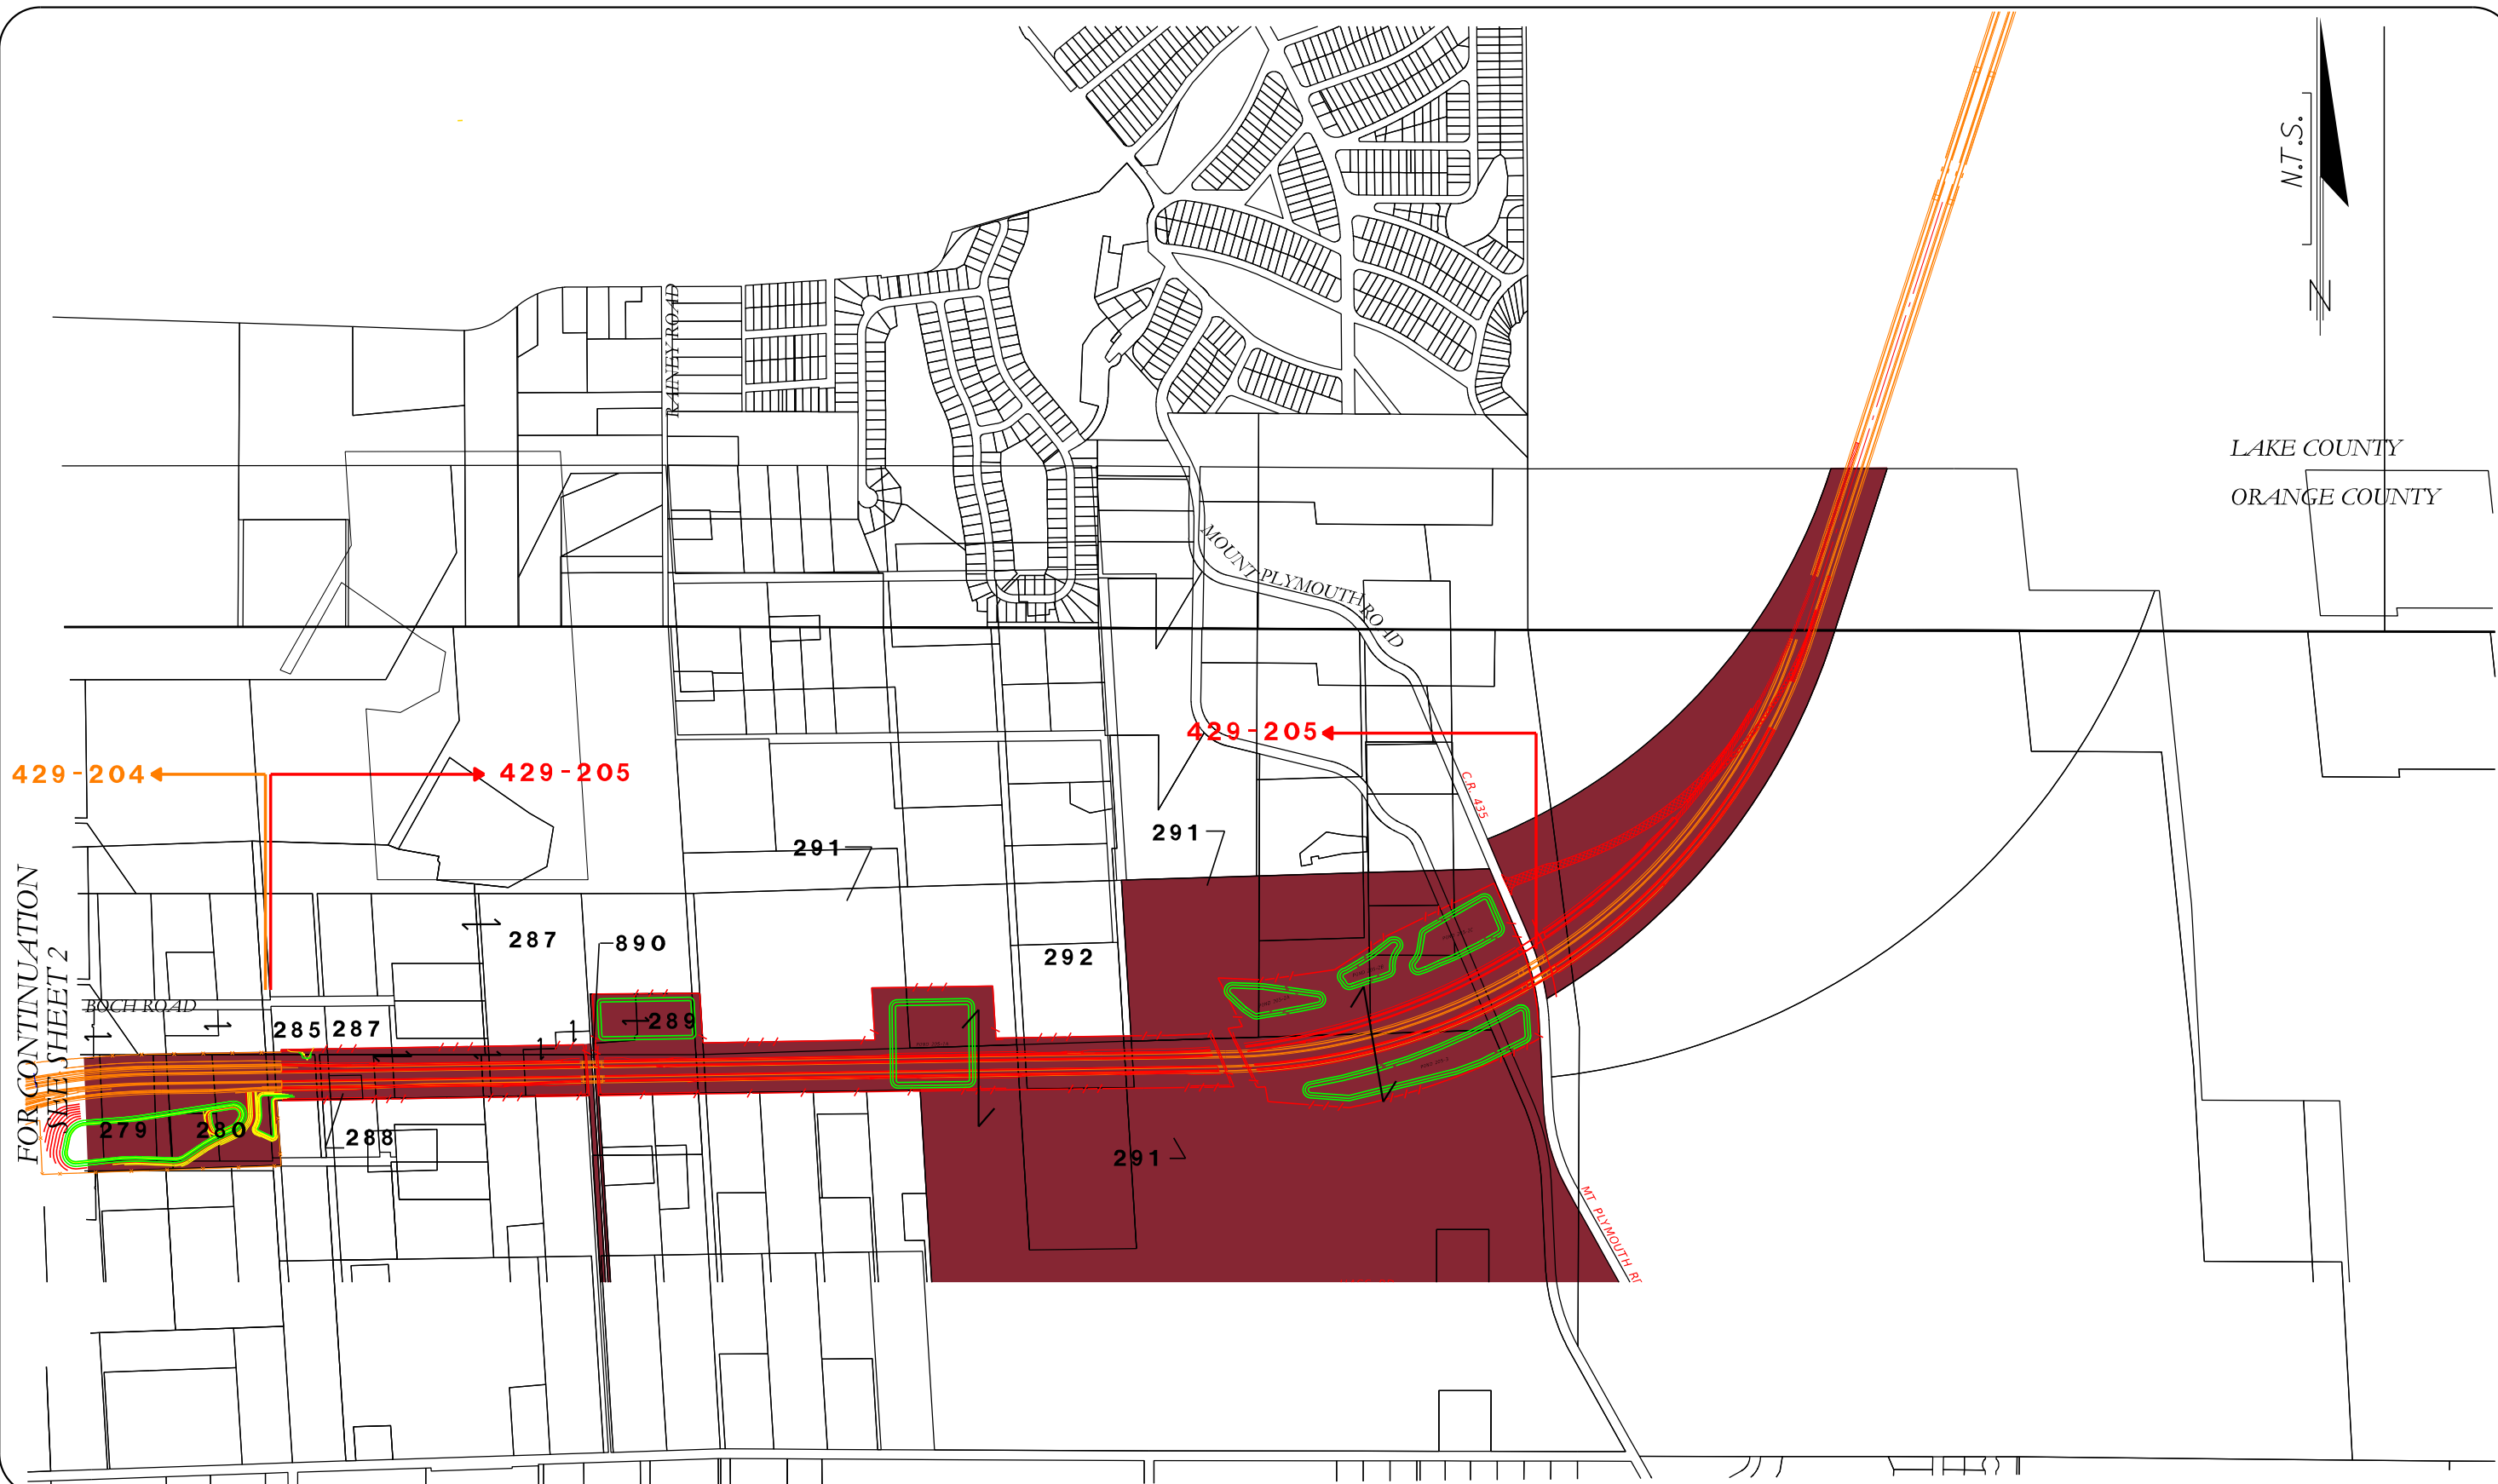 N.T.S.
N
RAINEY ROAD
LAKE COUNTY
ORANGE COUNTY
MOUNT PLYMOUTH ROAD
429-205
429-204
429-205
C.R. 435
291
291
287
890
292
FOR CONTINUATION
SEE SHEET 2
BOCH ROAD
285
287
289
279
280
288
291
MT PLYMOUTH